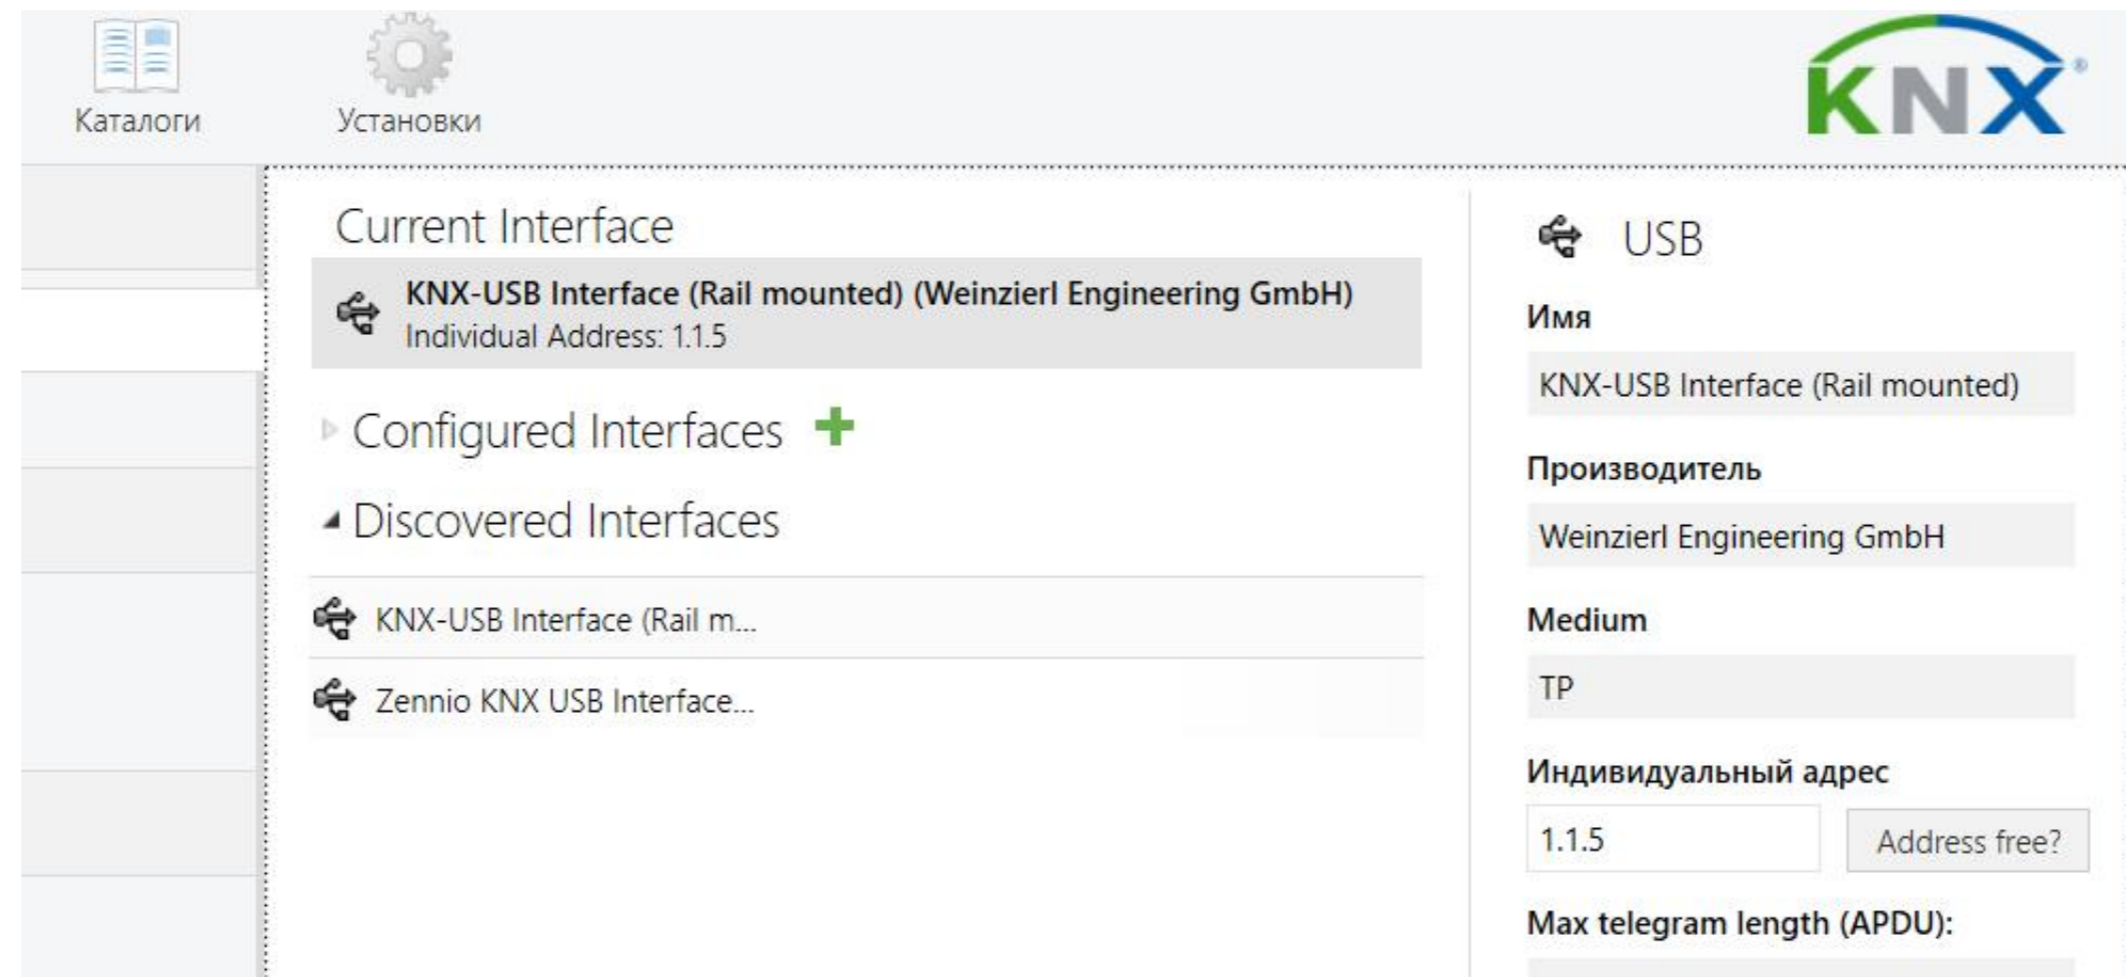 Каталоги
Установки
KNX®
Current Interface
KNX-USB Interface (Rail mounted) (Weinzierl Engineering GmbH)
Individual Address: 1.1.5
Configured Interfaces
Discovered Interfaces
KNX-USB Interface (Rail m...
Zennio KNX USB Interface...
USB
Имя
KNX-USB Interface (Rail mounted)
Производитель
Weinzierl Engineering GmbH
Medium
TP
Индивидуальный адрес
1.1.5
Address free?
Max telegram length (APDU):